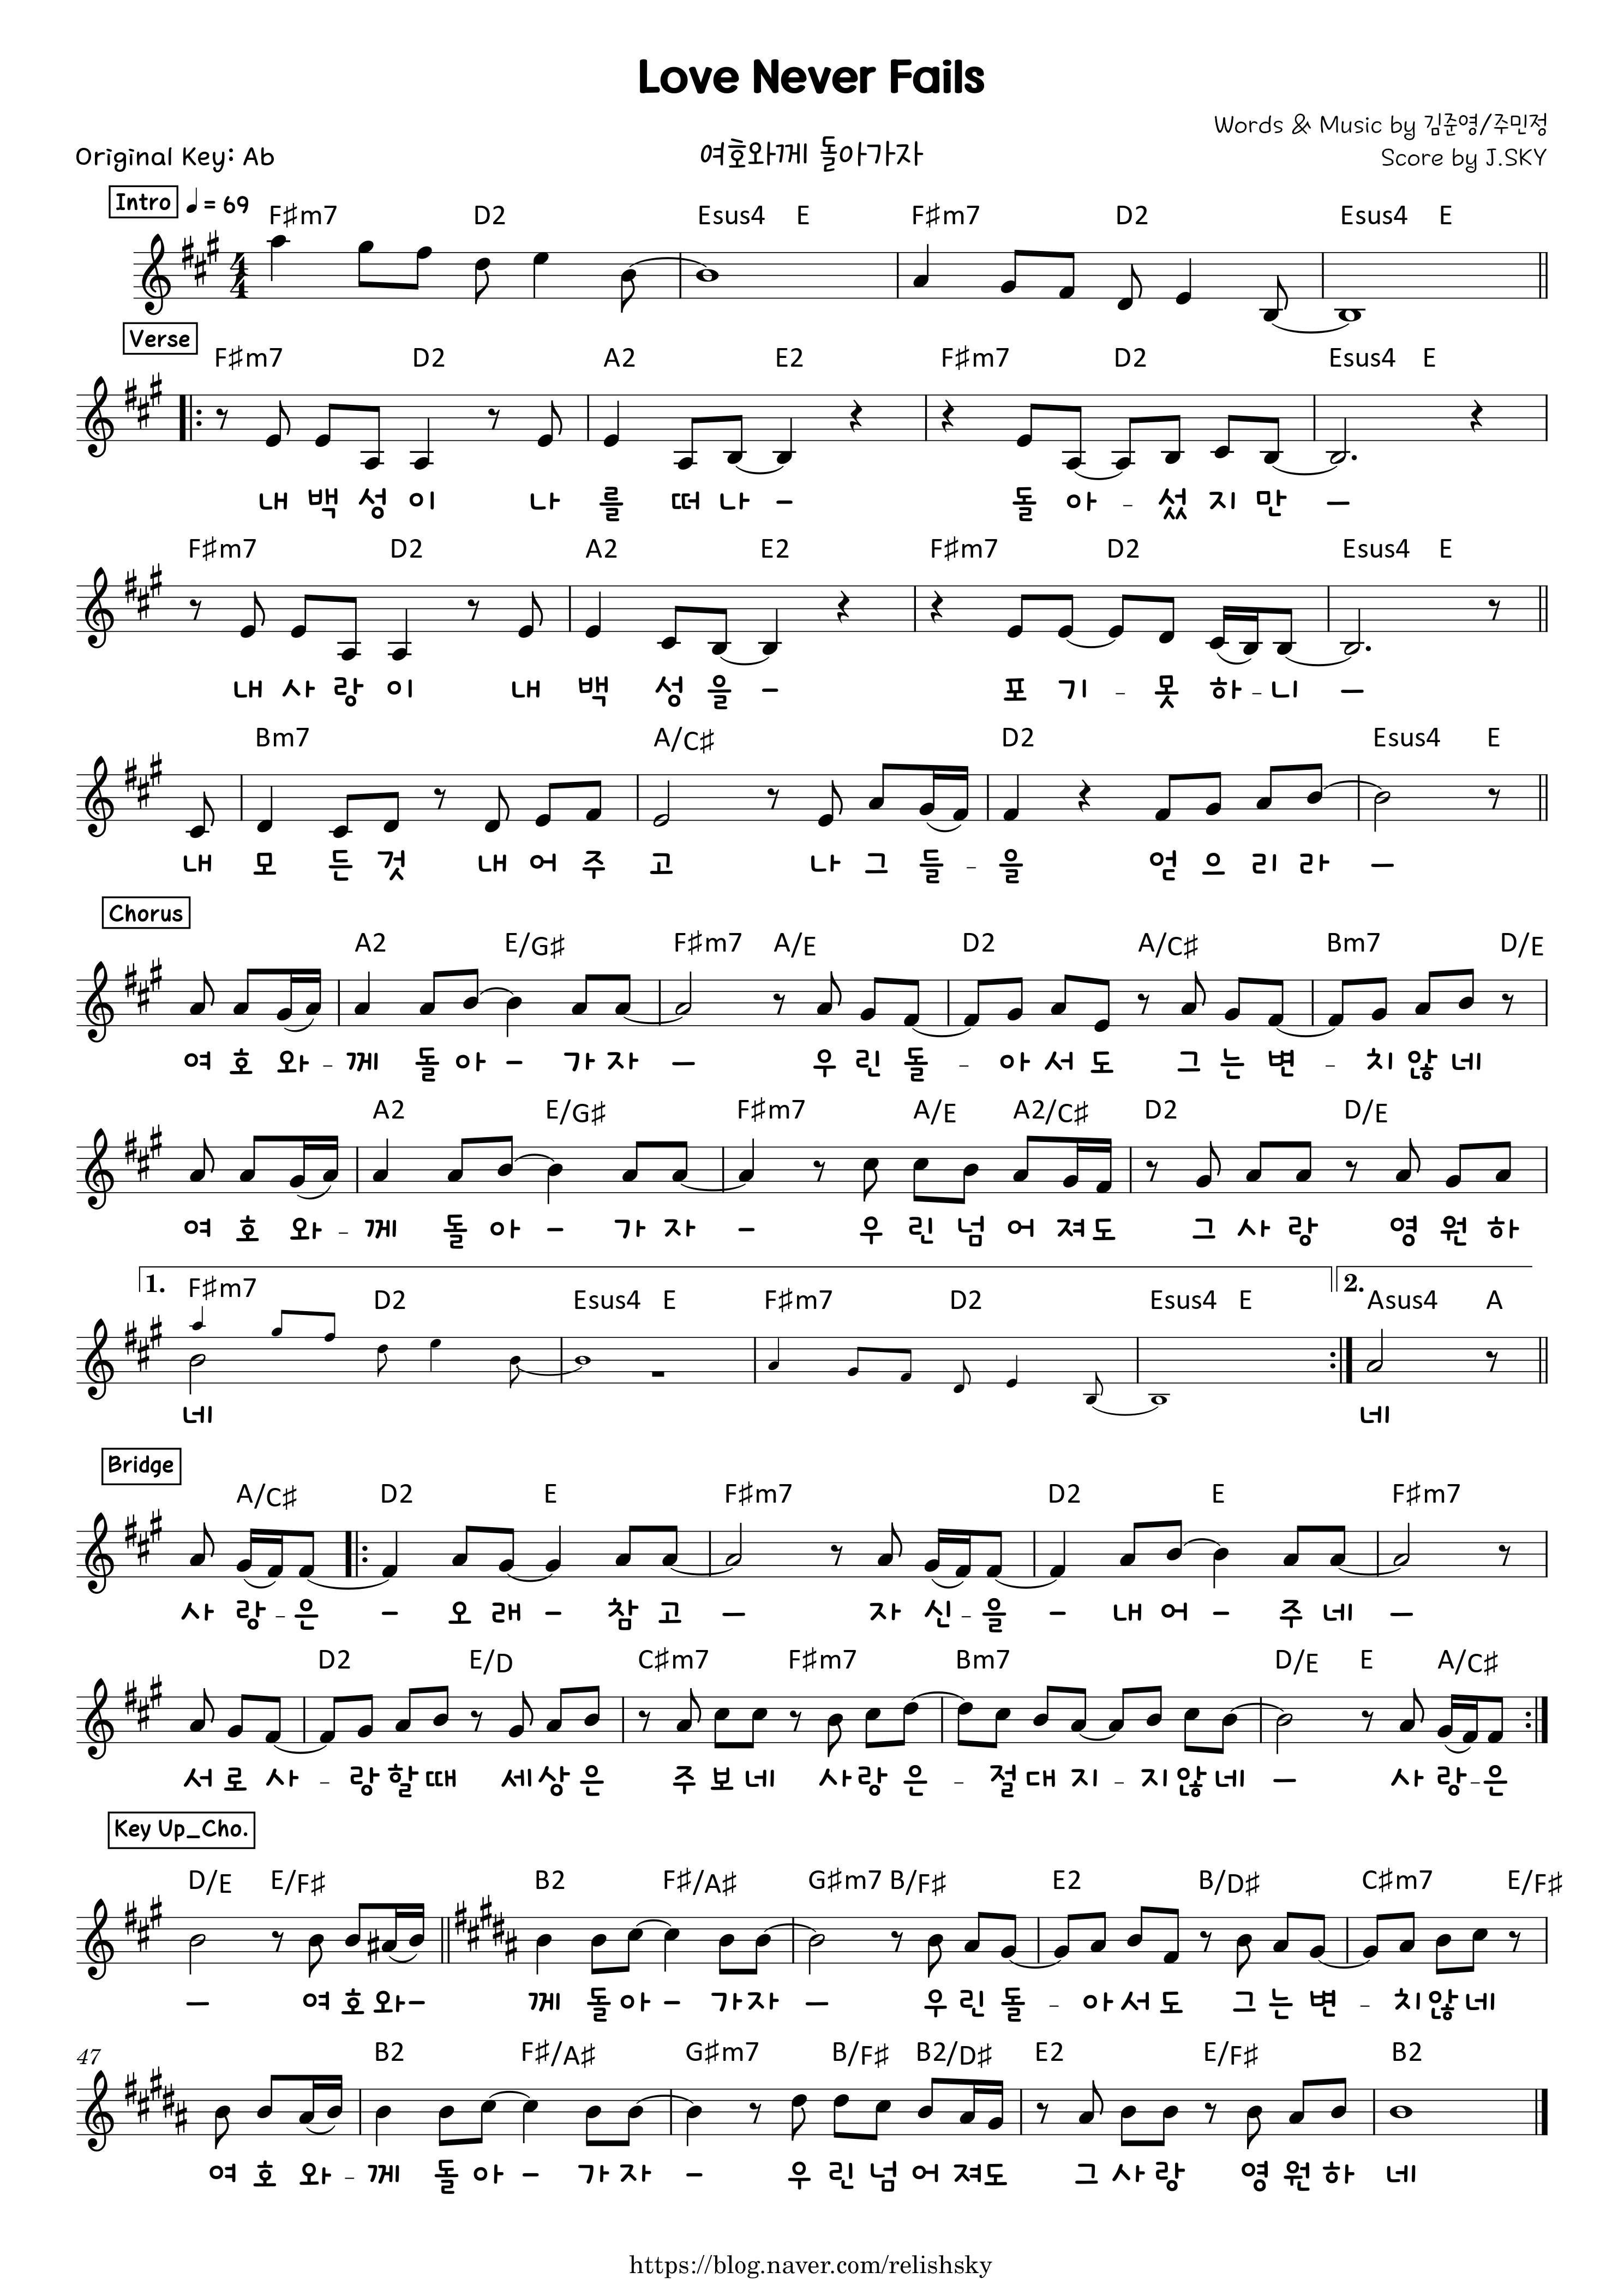 Love Never Fails
Words & Music by 김준영/주민정
Original Key: Ab
여호와께 돌아가자
Score by J.SKY
Intro ♩= 69
F♯m7 D2 Esus4 E F♯m7 D2 Esus4 E
4/4
Verse
F♯m7 D2 A2 E2 F♯m7 D2 Esus4 E
내 백 성 이 나 를 떠 나 - 돌 아 - 섰 지 만 -
F♯m7 D2 A2 E2 F♯m7 D2 Esus4 E
내 사 랑 이 내 백 성 을 - 포 기 - 못 하 - 니 -
Bm7 A/C♯ D2 Esus4 E
내 모 든 것 내 어 주 고 나 그 들 - 을 얻 으 리 라 -
Chorus
A2 E/G♯ F♯m7 A/E D2 A/C♯ Bm7 D/E
여 호 와 - 께 돌 아 - 가 자 - 우 린 돌 - 아 서 도 그 는 변 - 치 않 네
A2 E/G♯ F♯m7 A/E A2/C♯ D2 D/E
여 호 와 - 께 돌 아 - 가 자 - 우 린 넘 어 져 도 그 사 랑 영 원 하
1. F♯m7 D2 Esus4 E F♯m7 D2 Esus4 E 2. Asus4 A
네 네
Bridge
A/C♯ D2 E F♯m7 D2 E F♯m7
사 랑 - 은 - 오 래 - 참 고 - 자 신 - 을 - 내 어 - 주 네 -
D2 E/D C♯m7 F♯m7 Bm7 D/E E A/C♯
서 로 사 - 랑 할 때 세 상 은 주 보 네 사 랑 은 - 절 대 지 - 지 않 네 - 사 랑 - 은
Key Up_Cho.
D/E E/F♯ B2 F♯/A♯ G♯m7 B/F♯ E2 B/D♯ C♯m7 E/F♯
- 여 호 와 - 께 돌 아 - 가 자 - 우 린 돌 - 아 서 도 그 는 변 - 치 않 네
47
B2 F♯/A♯ G♯m7 B/F♯ B2/D♯ E2 E/F♯ B2
여 호 와 - 께 돌 아 - 가 자 - 우 린 넘 어 져 도 그 사 랑 영 원 하 네
https://blog.naver.com/relishsky